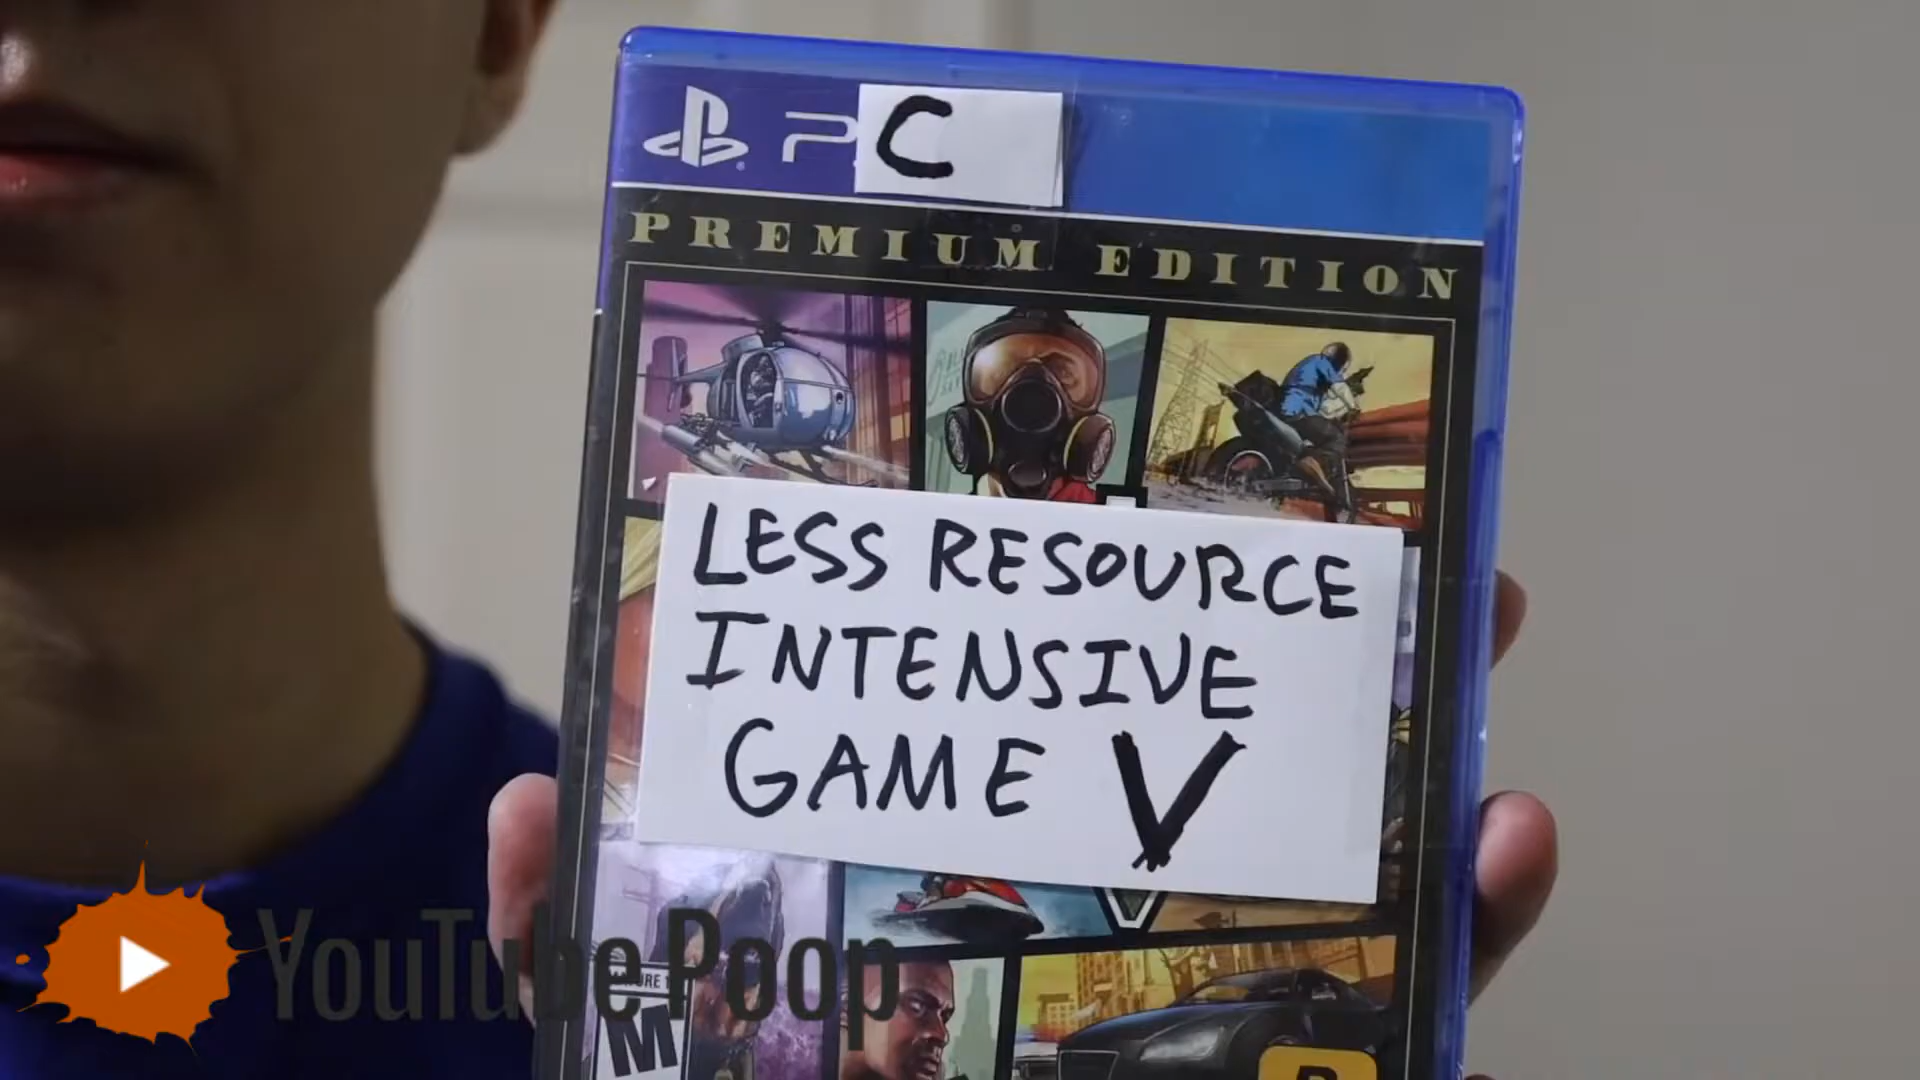 PC
PREMIUM EDITION
LESS RESOURCE
INTENSIVE
GAME V
YouTube Poop
M